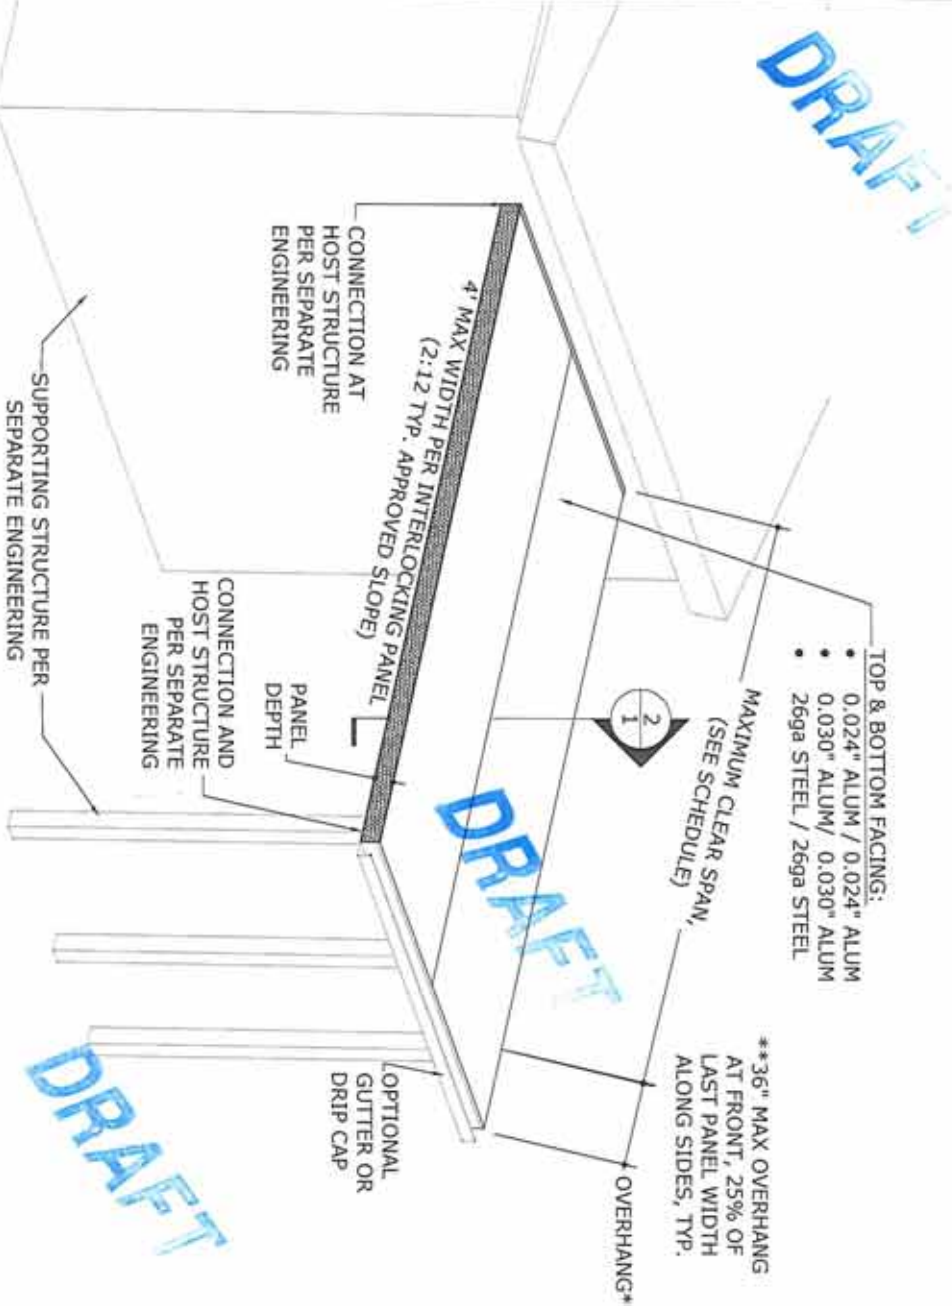 DRAFT
TOP & BOTTOM FACING:
• 0.024" ALUM / 0.024" ALUM
• 0.030" ALUM/ 0.030" ALUM
• 26ga STEEL / 26ga STEEL
**36" MAX OVERHANG
AT FRONT, 25% OF
LAST PANEL WIDTH
ALONG SIDES, TYP.
MAXIMUM CLEAR SPAN,
(SEE SCHEDULE)
OVERHANG*
2
1
DRAFT
4' MAX WIDTH PER INTERLOCKING PANEL
(2:12 TYP. APPROVED SLOPE)
CONNECTION AT
HOST STRUCTURE
PER SEPARATE
ENGINEERING
PANEL
DEPTH
CONNECTION AND
HOST STRUCTURE
PER SEPARATE
ENGINEERING
OPTIONAL
GUTTER OR
DRIP CAP
SUPPORTING STRUCTURE PER
SEPARATE ENGINEERING
DRAFT